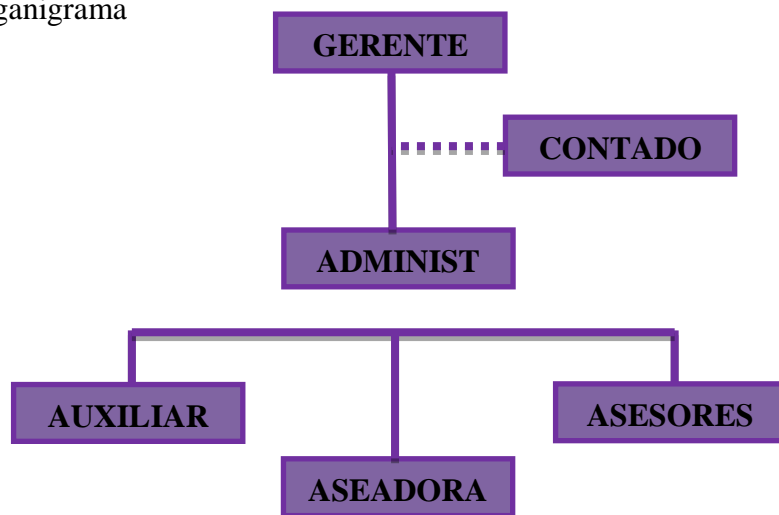 ganigrama
GERENTE
CONTADO
ADMINIST
AUXILIAR
ASESORES
ASEADORA